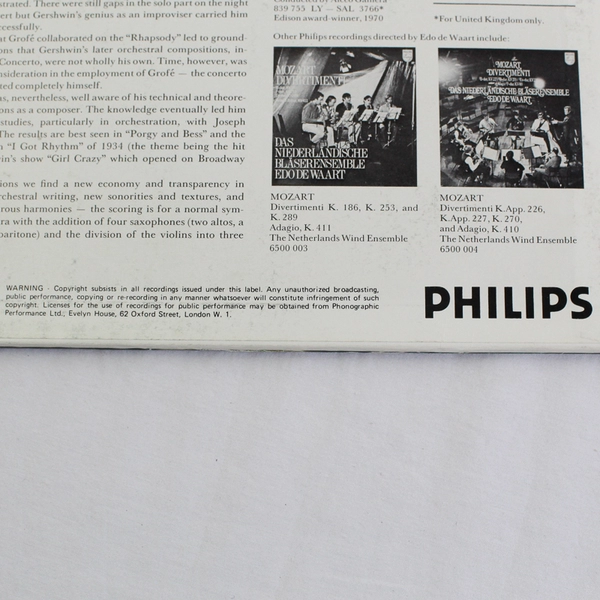 strated. There were still gaps in the solo part on the night
ert but Gershwin's genius as an improviser carried him
cessfully.
at Grofé collaborated on the "Rhapsody" led to ground-
ons that Gershwin's later orchestral compositions, in-
Concerto, were not wholly his own. Time, however, was
nsideration in the employment of Grofé — the concerto
ted completely himself.
as, nevertheless, well aware of his technical and theore-
ons as a composer. The knowledge eventually led him
studies, particularly in orchestration, with Joseph
The results are best seen in "Porgy and Bess" and the
n "I Got Rhythm" of 1934 (the theme being the hit
win's show "Girl Crazy" which opened on Broadway
ions we find a new economy and transparency in
orchestral writing, new sonorities and textures, and
rous harmonies — the scoring is for a normal sym-
ra with the addition of four saxophones (two altos, a
baritone) and the division of the violins into three
839 755 LY — SAL 3766*
Edison award winner, 1970
*For United Kingdom only.
Other Philips recordings directed by Edo de Waart include:
MOZART
DIVERTIMENTI
DAS
NIEDERLÄNDISCHE
BLÄSERENSEMBLE
EDO DE WAART
MOZART
Divertimenti K. 186, K. 253, and
K. 289
Adagio, K. 411
The Netherlands Wind Ensemble
6500 003
MOZART
DIVERTIMENTI
DAS NIEDERLÄNDISCHE BLÄSERENSEMBLE
EDO DE WAART
MOZART
Divertimenti K.App. 226,
K.App. 227, K. 270,
and Adagio, K. 410
The Netherlands Wind Ensemble
6500 004
WARNING - Copyright subsists in all recordings issued under this label. Any unauthorized broadcasting,
public performance, copying or re-recording in any manner whatsoever will constitute infringement of such
copyright. Licenses for the use of recordings for public performance may be obtained from Phonographic
Performance Ltd.; Evelyn House, 62 Oxford Street, London W. 1.
PHILIPS